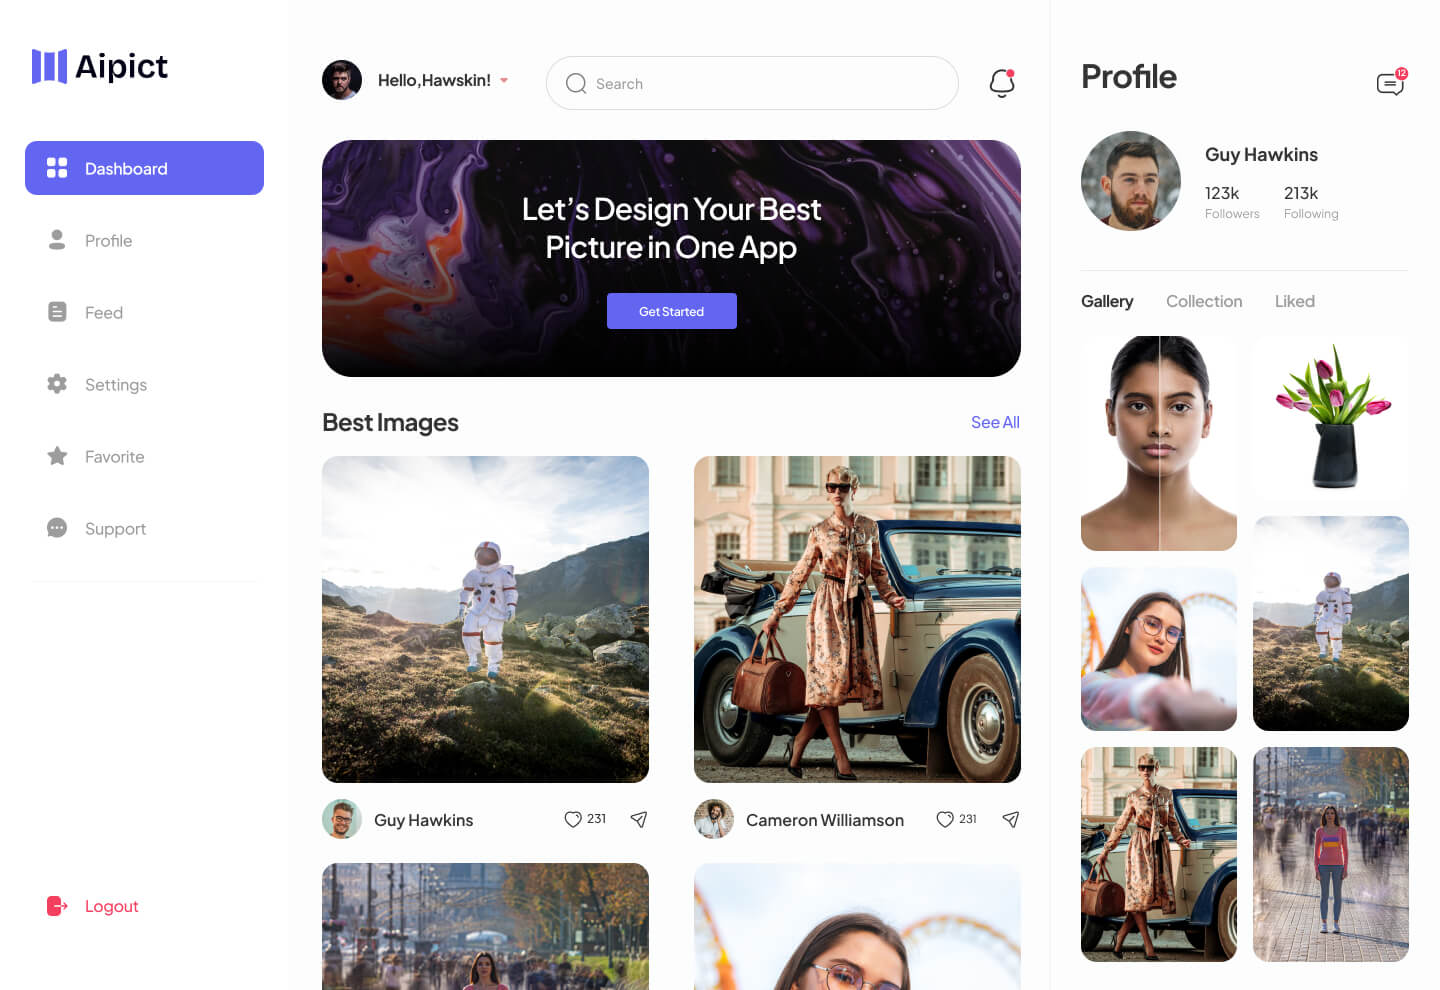 Aipict
Dashboard
Profile
Feed
Settings
Favorite
Support
Logout
Hello,Hawskin!
Search
Let’s Design Your Best
Picture in One App
Get Started
Best Images
See All
Guy Hawkins
231
Cameron Williamson
231
Profile
12
Guy Hawkins
123k
Followers
213k
Following
Gallery
Collection
Liked